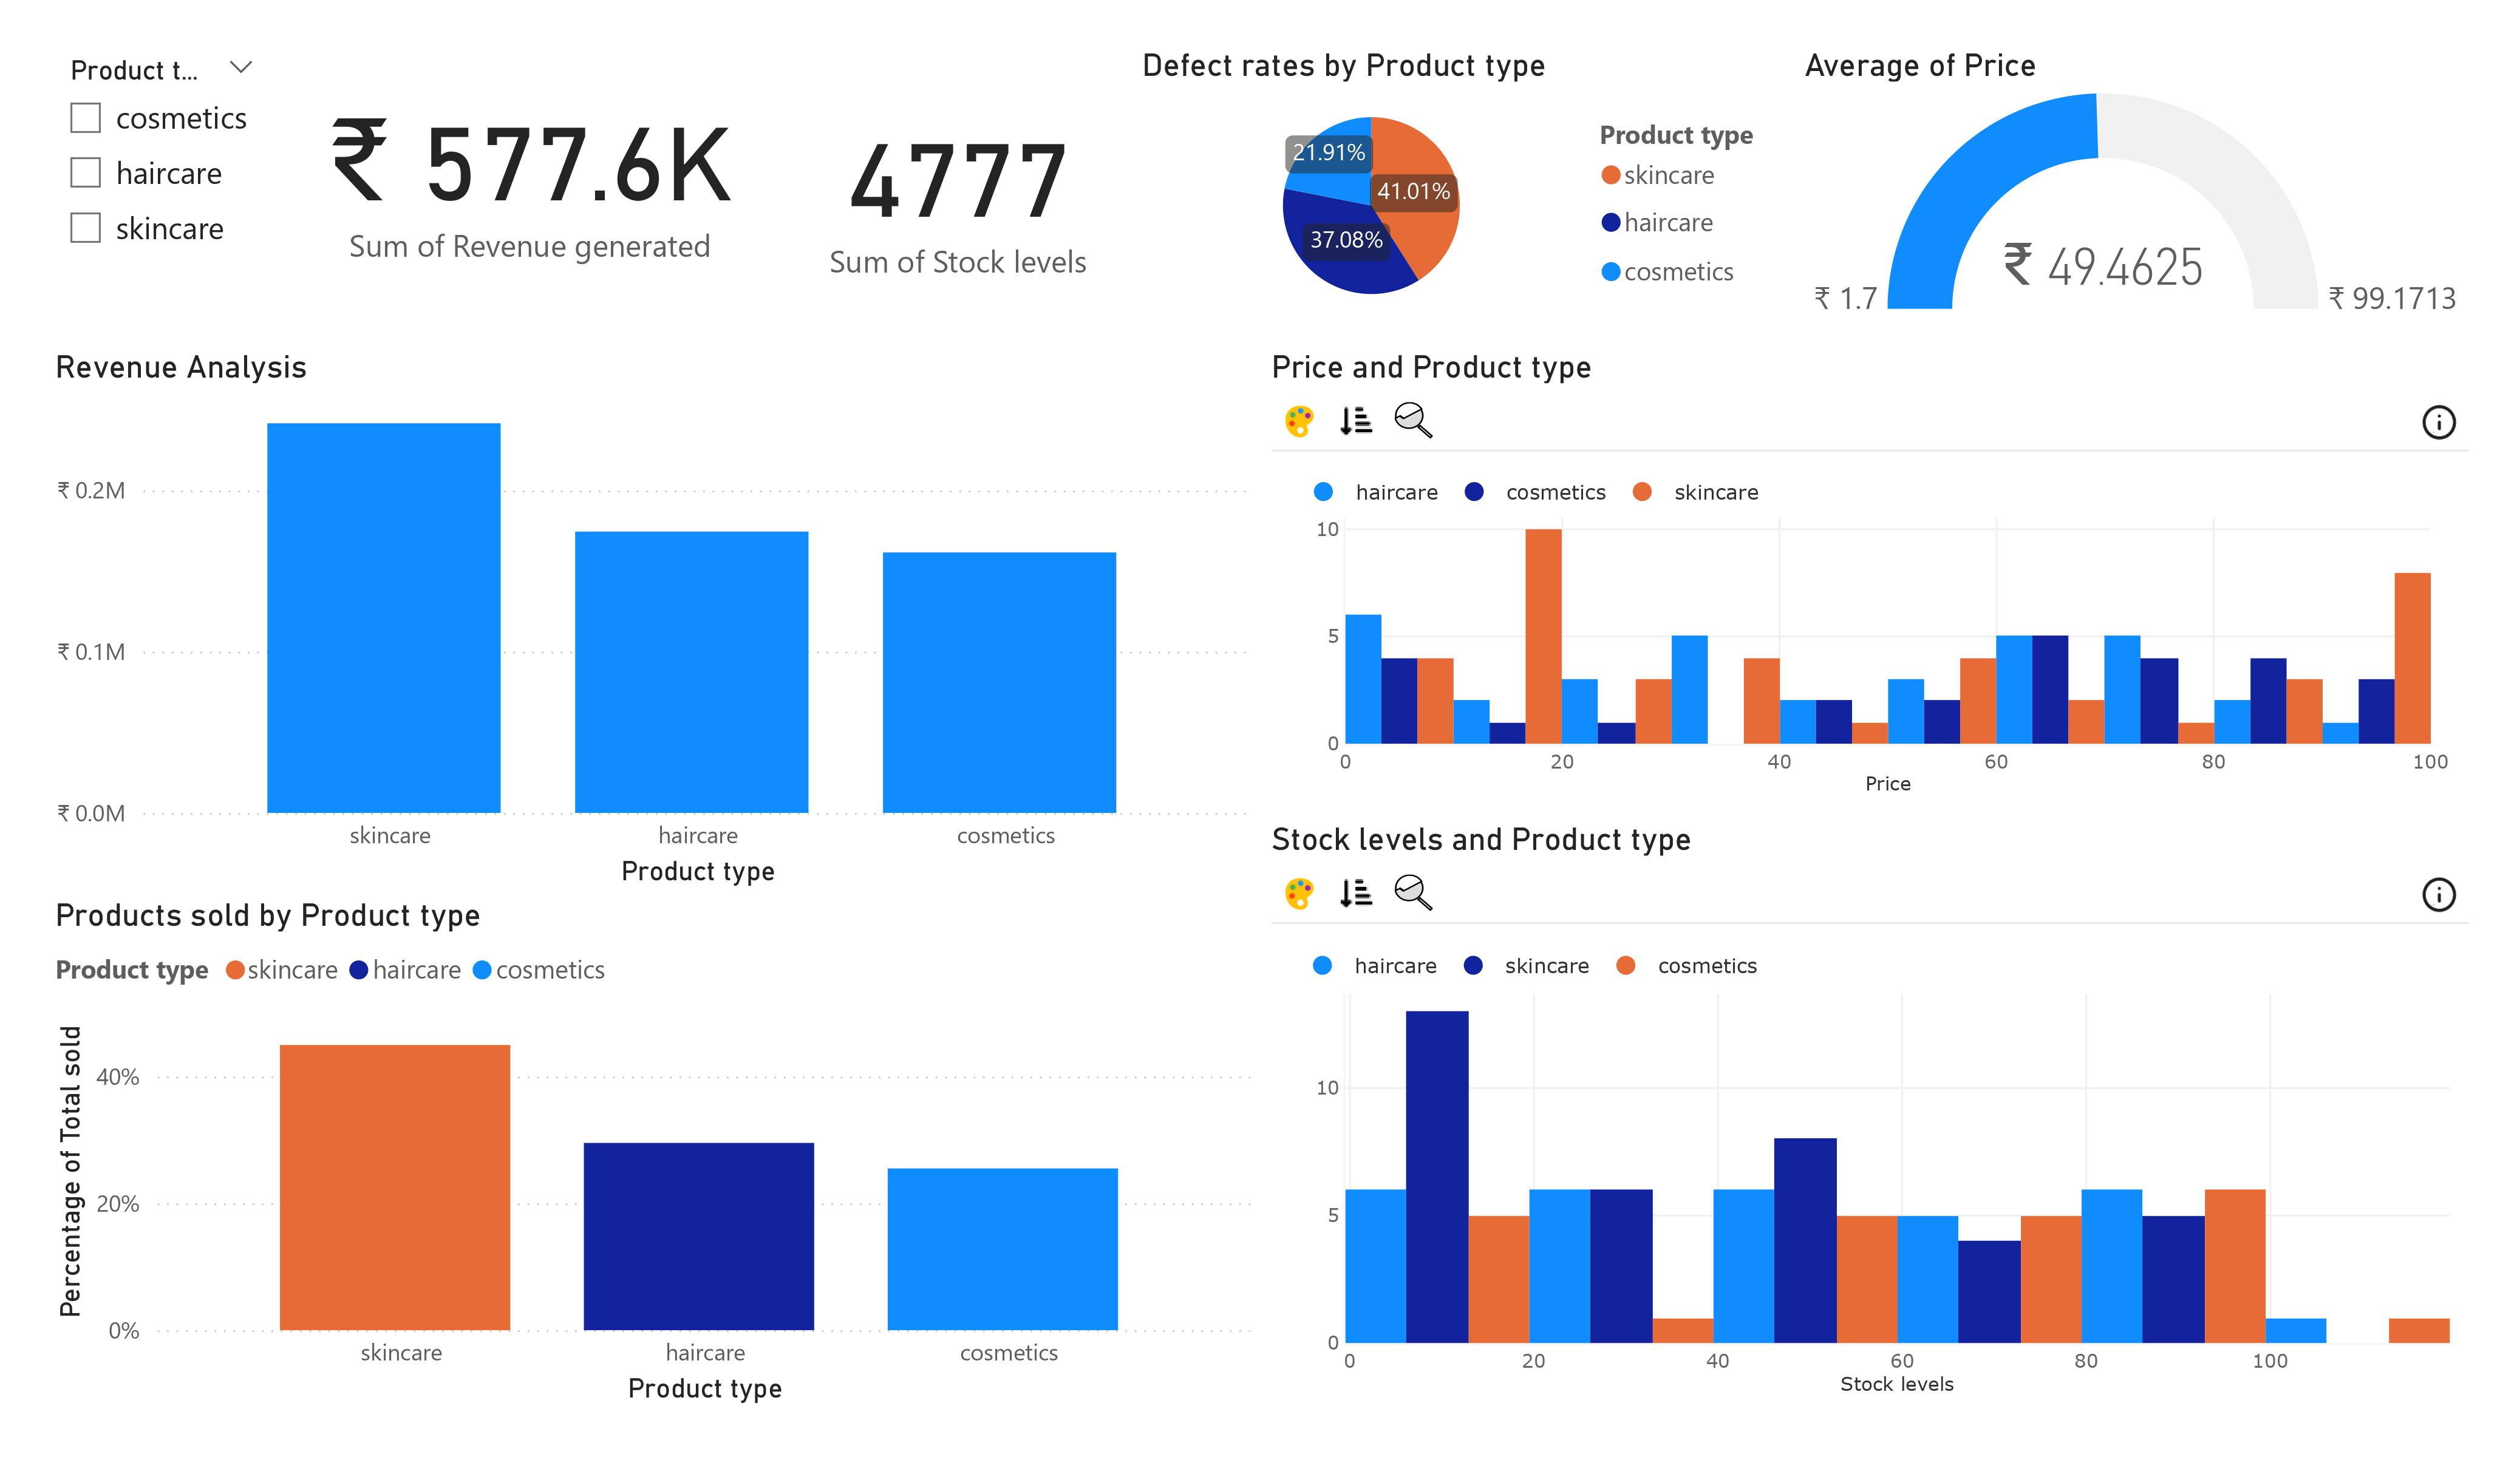 Product t...
cosmetics
haircare
skincare
₹ 577.6K
Sum of Revenue generated
4777
Sum of Stock levels
Defect rates by Product type
21.91%
41.01%
37.08%
Product type
skincare
haircare
cosmetics
Average of Price
₹ 49.4625
₹ 1.7
₹ 99.1713
Revenue Analysis
₹ 0.2M
₹ 0.1M
₹ 0.0M
skincare haircare cosmetics
Product type
Price and Product type
haircare cosmetics skincare
10
5
0
0 20 40 60 80 100
Price
Products sold by Product type
Product type skincare haircare cosmetics
Percentage of Total sold
40%
20%
0%
skincare haircare cosmetics
Product type
Stock levels and Product type
haircare skincare cosmetics
10
5
0
0 20 40 60 80 100
Stock levels